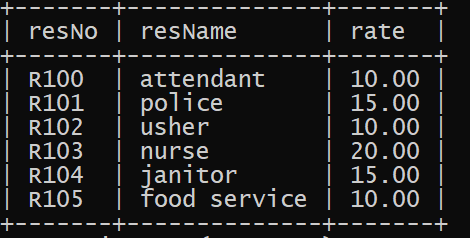 resNo resName rate
R100 attendant 10.00
R101 police 15.00
R102 usher 10.00
R103 nurse 20.00
R104 janitor 15.00
R105 food service 10.00